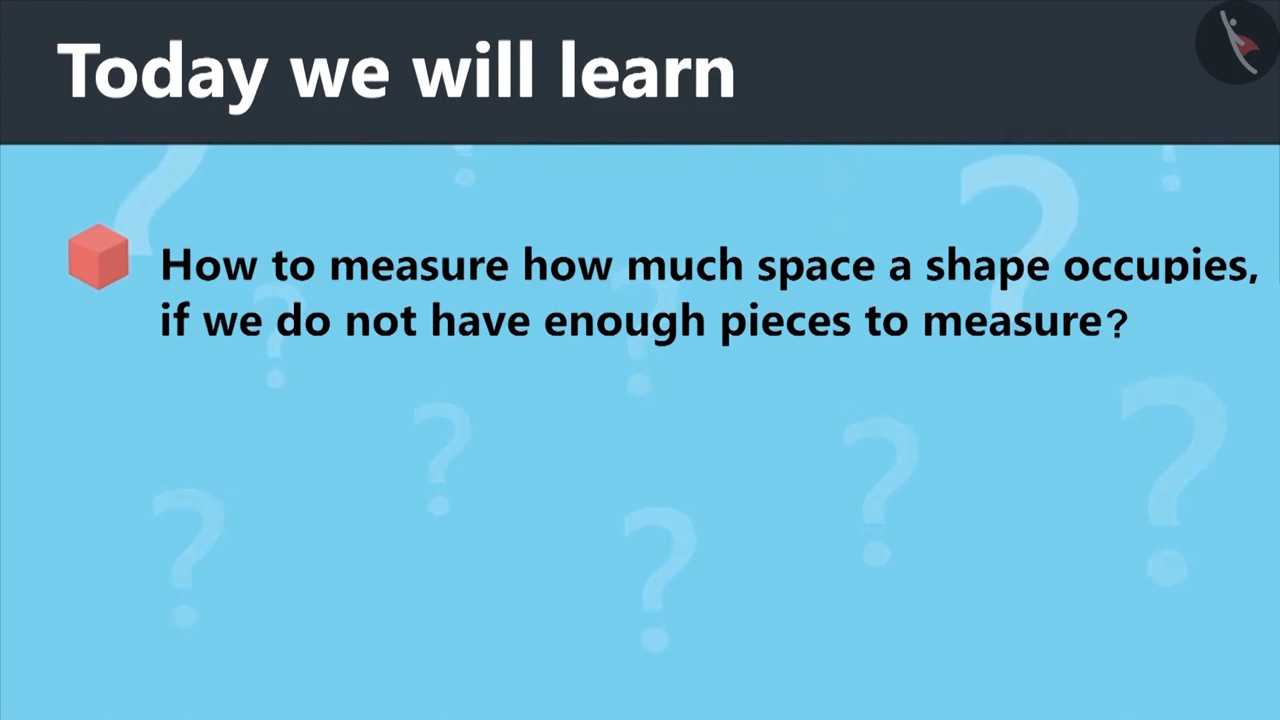 Today we will learn
How to measure how much space a shape occupies,
if we do not have enough pieces to measure?